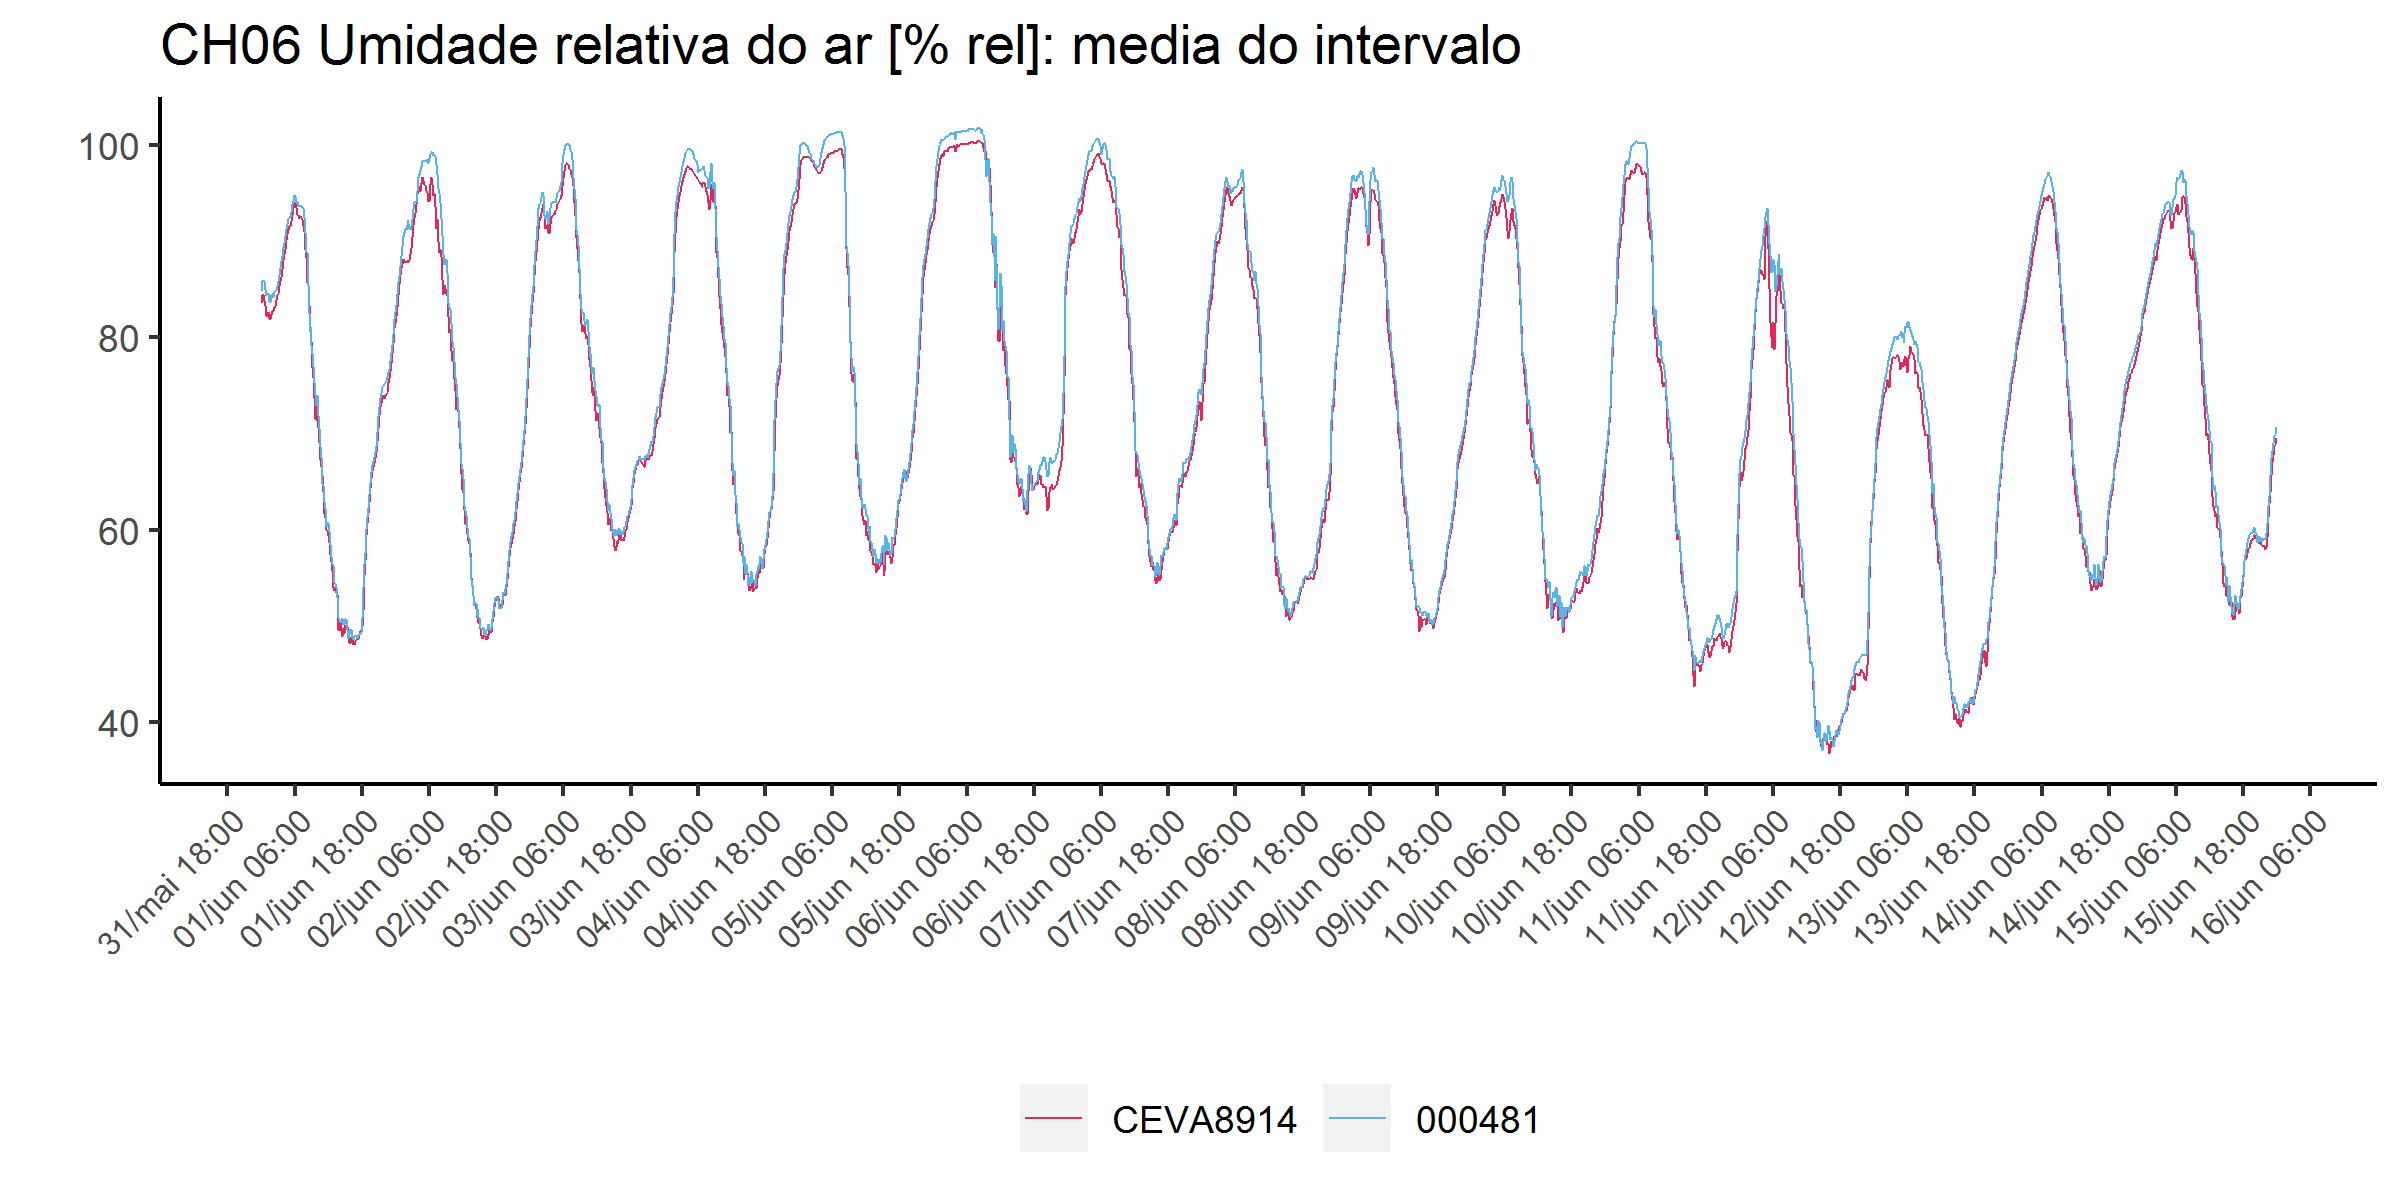 CH06 Umidade relativa do ar [% rel]: media do intervalo
100
80
60
40
31/mai 18:00
01/jun 06:00
01/jun 18:00
02/jun 06:00
02/jun 18:00
03/jun 06:00
03/jun 18:00
04/jun 06:00
04/jun 18:00
05/jun 06:00
05/jun 18:00
06/jun 06:00
06/jun 18:00
07/jun 06:00
07/jun 18:00
08/jun 06:00
08/jun 18:00
09/jun 06:00
09/jun 18:00
10/jun 06:00
10/jun 18:00
11/jun 06:00
11/jun 18:00
12/jun 06:00
12/jun 18:00
13/jun 06:00
13/jun 18:00
14/jun 06:00
14/jun 18:00
15/jun 06:00
15/jun 18:00
16/jun 06:00
CEVA8914
000481